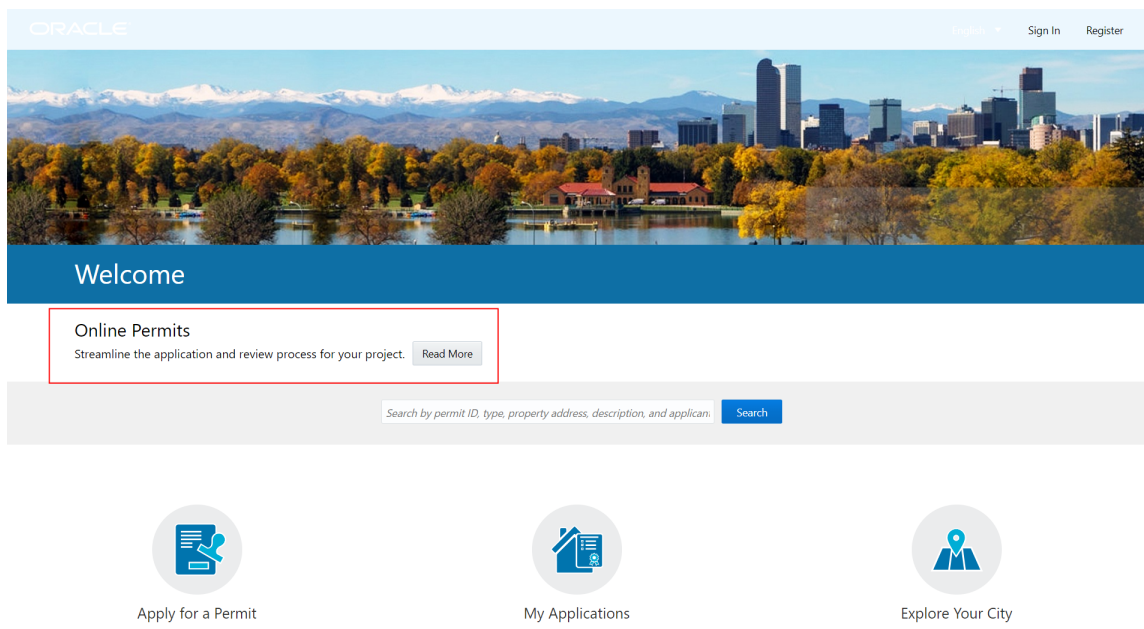 ORACLE
English
Sign In
Register
Welcome
Online Permits
Streamline the application and review process for your project.
Read More
Search by permit ID, type, property address, description, and applican
Search
Apply for a Permit
My Applications
Explore Your City